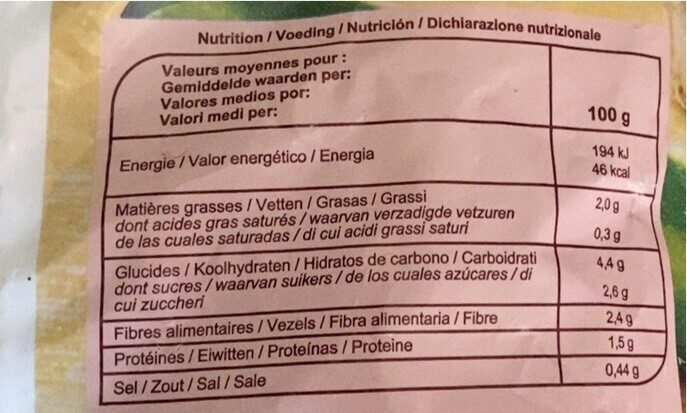 Nutrition / Voeding / Nutrición / Dichiarazione nutrizionale
Valeurs moyennes pour :
Gemiddelde waarden per:
Valores medios por:
Valori medi per:
100 g
Energie / Valor energético / Energia
194 kJ
46 kcal
Matières grasses / Vetten / Grasas / Grassi
2,0 g
dont acides gras saturés / waarvan verzadigde vetzuren
de las cuales saturadas / di cui acidi grassi saturi
0,3 g
Glucides / Koolhydraten / Hidratos de carbono / Carboidrati
4,4 g
dont sucres / waarvan suikers / de los cuales azúcares / di
cui zuccheri
2,6 g
Fibres alimentaires / Vezels / Fibra alimentaria / Fibre
2,4 g
Protéines / Eiwitten / Proteínas / Proteine
1,5 g
Sel / Zout / Sal / Sale
0,44 g